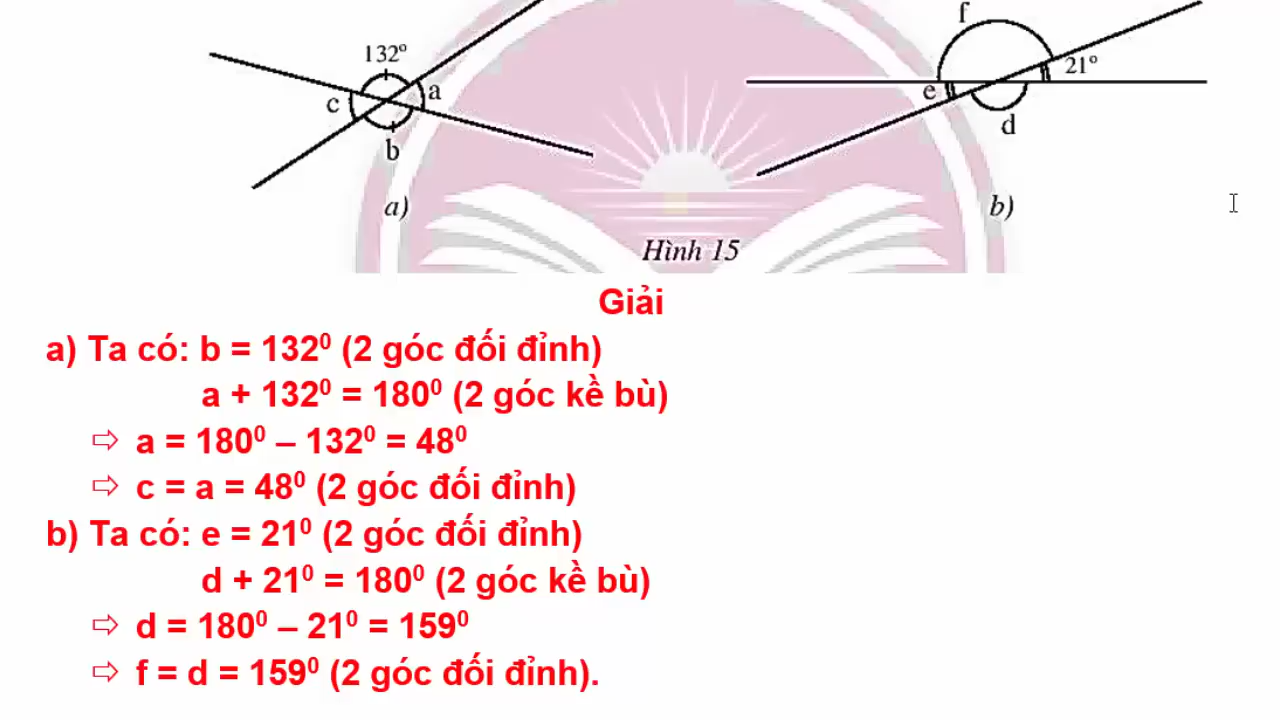 f
132⁰
21⁰
c
a
e
b
d
a)
b)
Hình 15
Giải
a) Ta có: b = 132⁰ (2 góc đối đỉnh)
a + 132⁰ = 180⁰ (2 góc kề bù)
⇨ a = 180⁰ – 132⁰ = 48⁰
⇨ c = a = 48⁰ (2 góc đối đỉnh)
b) Ta có: e = 21⁰ (2 góc đối đỉnh)
d + 21⁰ = 180⁰ (2 góc kề bù)
⇨ d = 180⁰ – 21⁰ = 159⁰
⇨ f = d = 159⁰ (2 góc đối đỉnh).